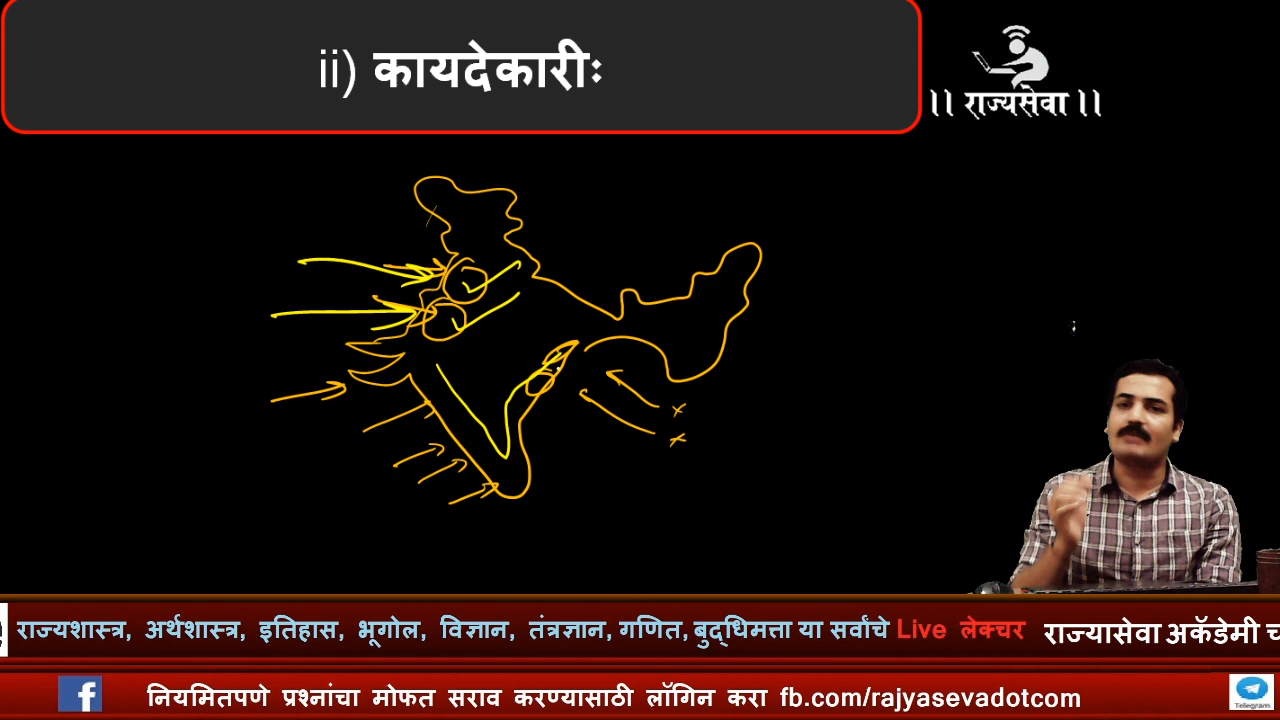 ii) कायदेकारीः
।। राज्यसेवा ।।
राज्यशास्त्र, अर्थशास्त्र, इतिहास, भूगोल, विज्ञान, तंत्रज्ञान, गणित, बुद्धिमत्ता या सर्वांचे Live लेक्चर राज्यासेवा अकॅडेमी च
नियमितपणे प्रश्नांचा मोफत सराव करण्यासाठी लॉगिन करा fb.com/rajyasevadotcom
Telegram